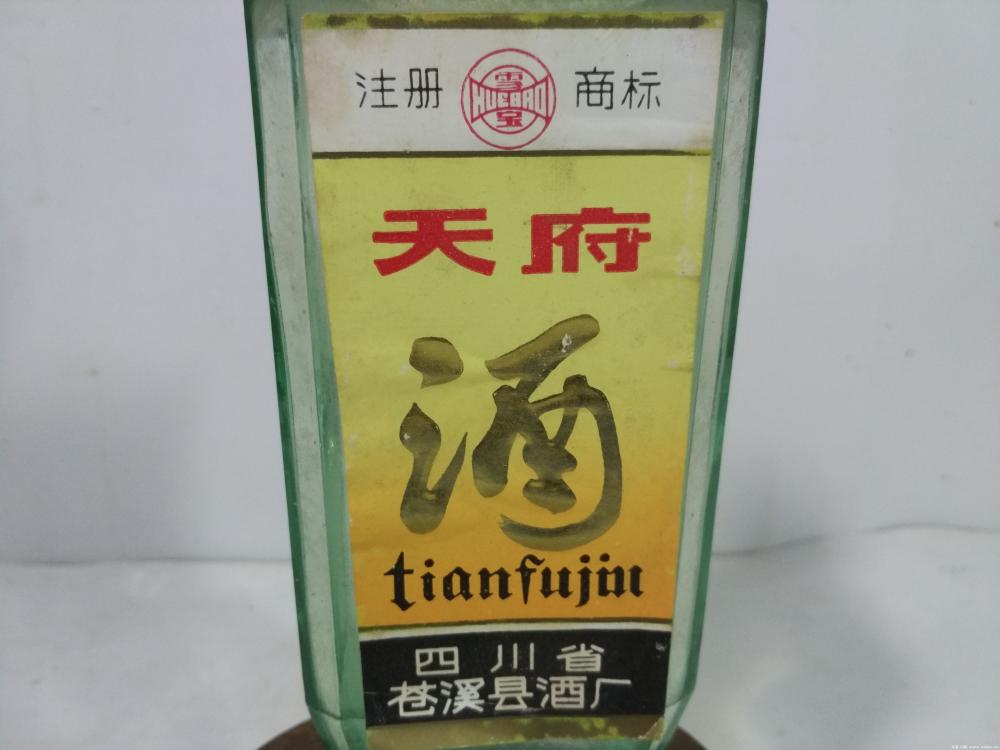 注册 雪 XUEBAO 宝 商标
天府
酒
tianfujiu
四川省
苍溪县酒厂